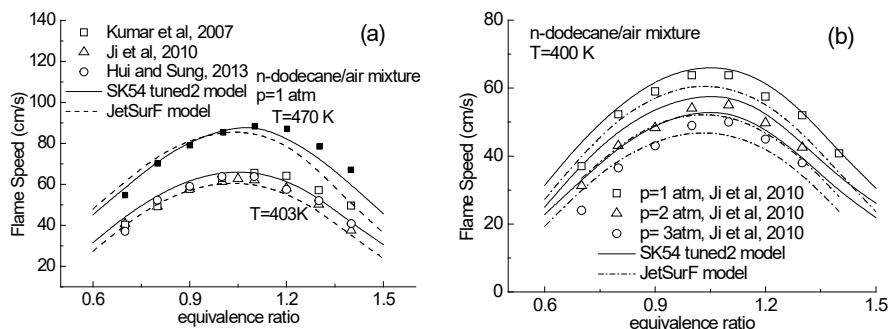 (a)
Kumar et al, 2007
Ji et al, 2010
Hui and Sung, 2013
SK54 tuned2 model
JetSurF model
n-dodecane/air mixture
p=1 atm
T=470 K
T=403K
Flame Speed (cm/s)
140
120
100
80
60
40
20
0.6 0.9 1.2 1.5
equivalence ratio
(b)
n-dodecane/air mixture
T=400 K
p=1 atm, Ji et al, 2010
p=2 atm, Ji et al, 2010
p= 3atm, Ji et al, 2010
SK54 tuned2 model
JetSurF model
Flame Speed (cm/s)
80
60
40
20
0
0.6 0.9 1.2 1.5
equivalence ratio